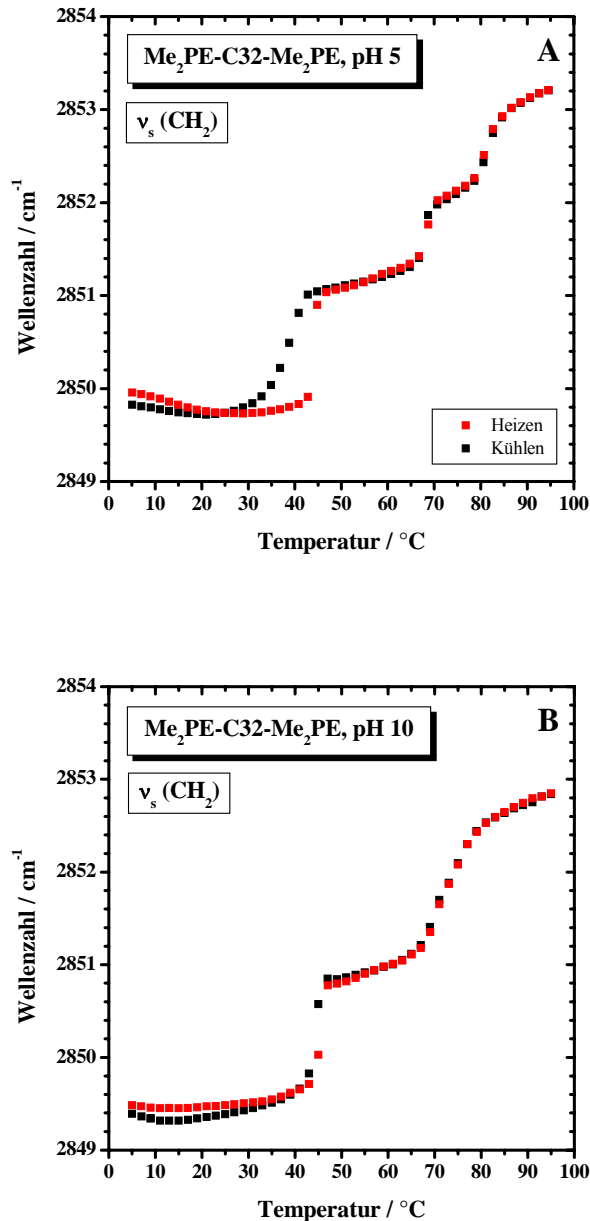 2854
2853
2852
2851
2850
2849
Wellenzahl / cm⁻¹
Me₂PE-C32-Me₂PE, pH 5
A
νₛ (CH₂)
Heizen
Kühlen
0 10 20 30 40 50 60 70 80 90 100
Temperatur / °C
2854
2853
2852
2851
2850
2849
Wellenzahl / cm⁻¹
Me₂PE-C32-Me₂PE, pH 10
B
νₛ (CH₂)
0 10 20 30 40 50 60 70 80 90 100
Temperatur / °C